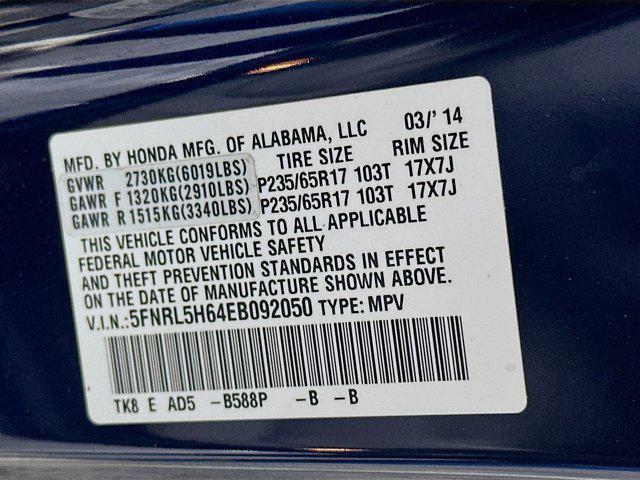 MFD. BY HONDA MFG. OF ALABAMA, LLC 03/' 14
TIRE SIZE RIM SIZE
GVWR 2730KG(6019LBS)
GAWR F 1320KG(2910LBS) P235/65R17 103T 17X7J
GAWR R 1515KG(3340LBS) P235/65R17 103T 17X7J
THIS VEHICLE CONFORMS TO ALL APPLICABLE
FEDERAL MOTOR VEHICLE SAFETY
AND THEFT PREVENTION STANDARDS IN EFFECT
ON THE DATE OF MANUFACTURE SHOWN ABOVE.
V.I.N.:5FNRL5H64EB092050 TYPE: MPV
TK8 E AD5 -B588P -B -B